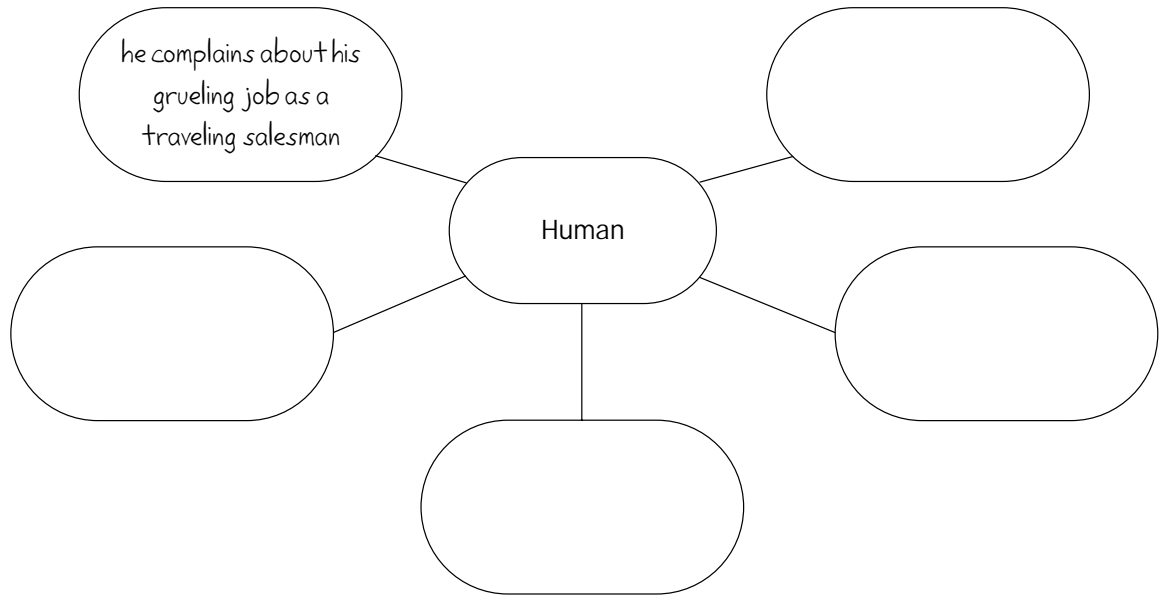 he complains about his
grueling job as a
traveling salesman
Human